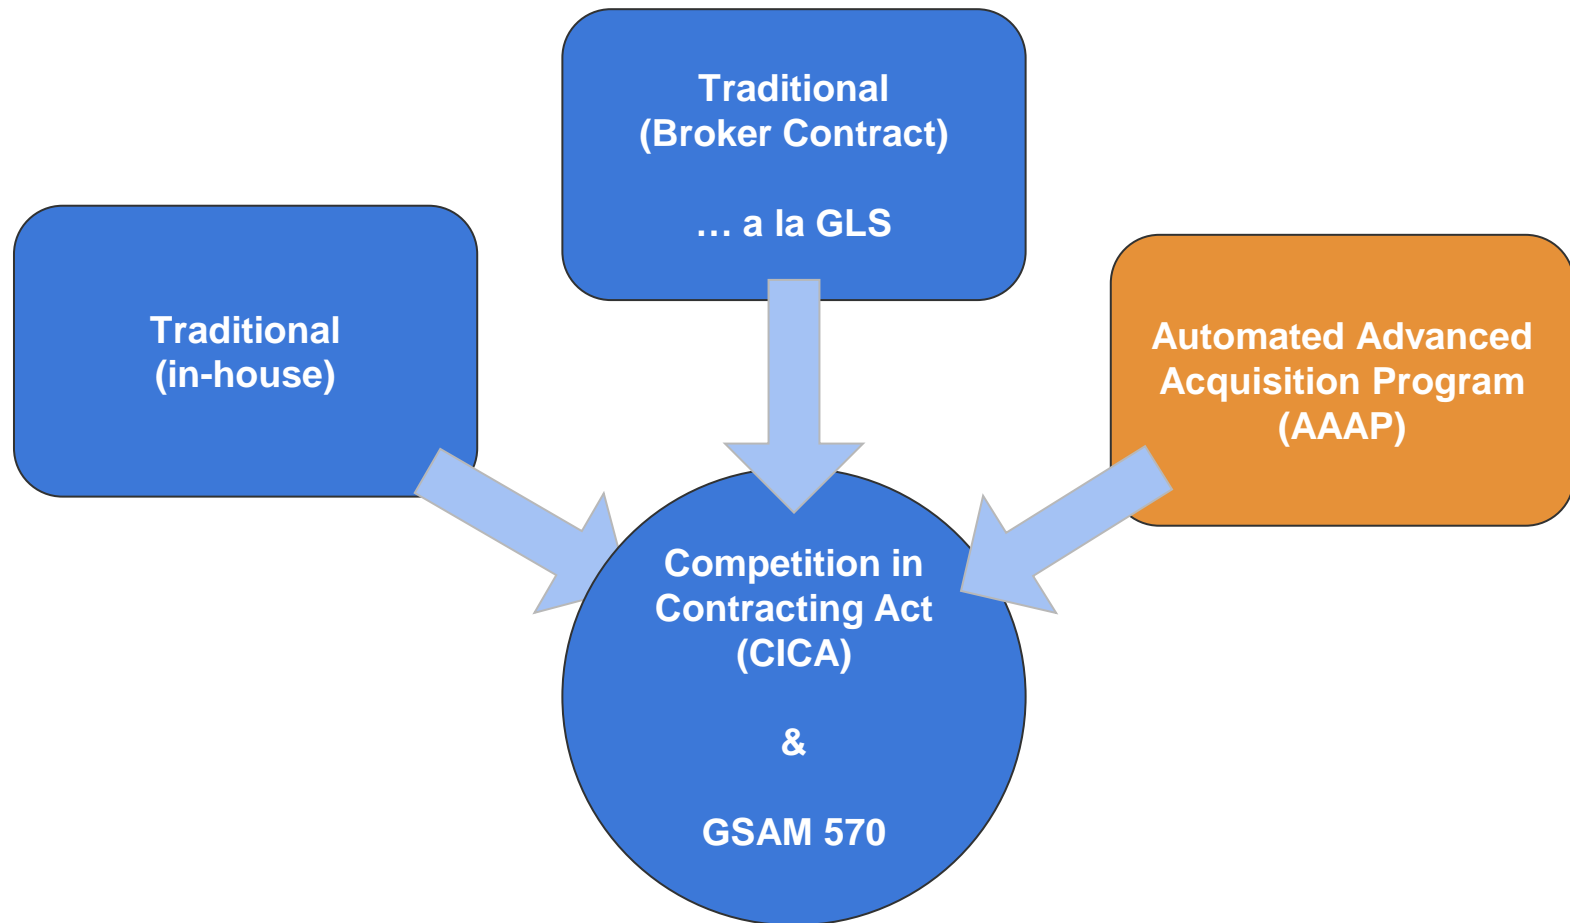 Traditional
(Broker Contract)
… a la GLS
Traditional
(in-house)
Automated Advanced
Acquisition Program
(AAAP)
Competition in
Contracting Act
(CICA)
&
GSAM 570